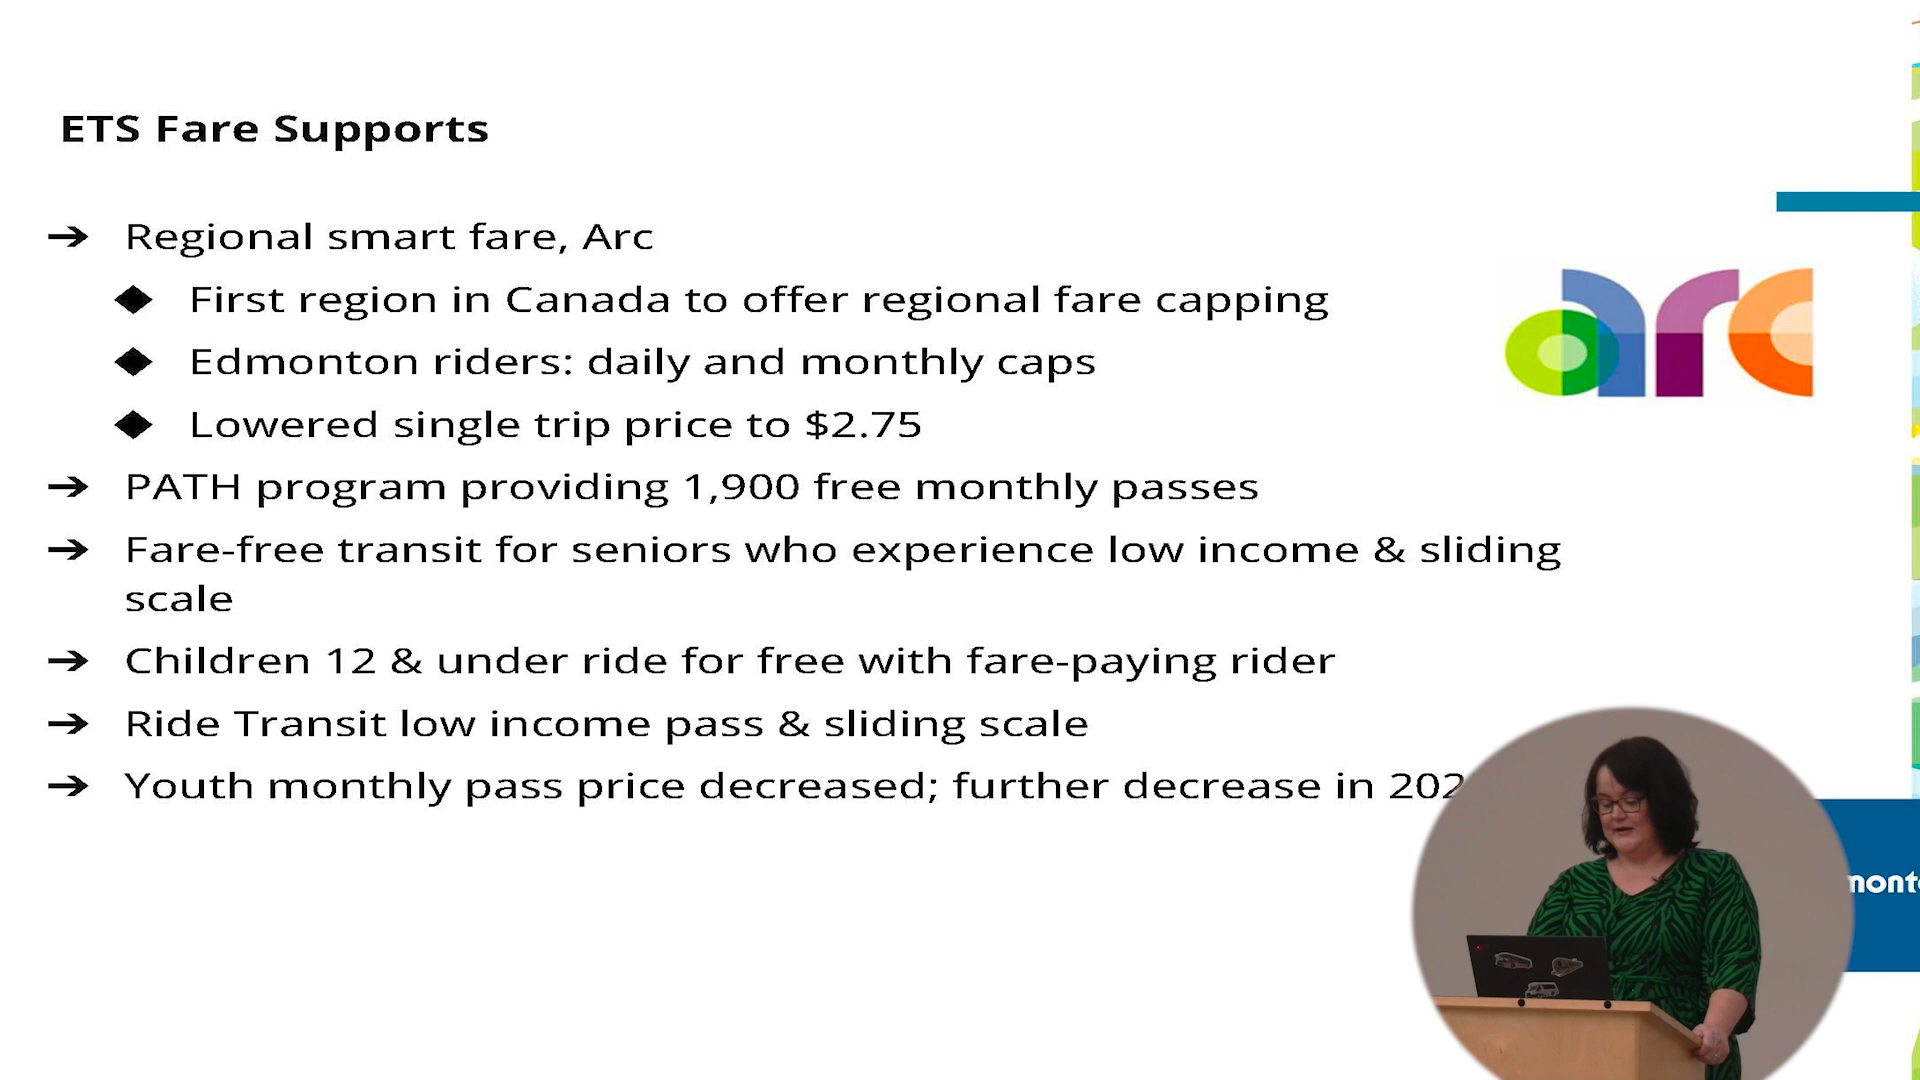 ETS Fare Supports
➔ Regional smart fare, Arc
◆ First region in Canada to offer regional fare capping
◆ Edmonton riders: daily and monthly caps
◆ Lowered single trip price to $2.75
arc
➔ PATH program providing 1,900 free monthly passes
➔ Fare-free transit for seniors who experience low income & sliding
scale
➔ Children 12 & under ride for free with fare-paying rider
➔ Ride Transit low income pass & sliding scale
➔ Youth monthly pass price decreased; further decrease in 202